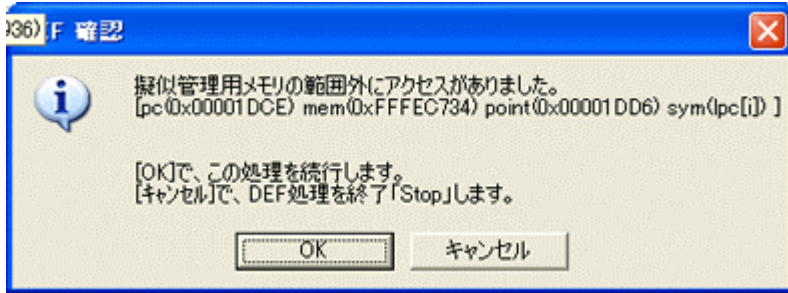 936) EF 確認
擬似管理用メモリの範囲外にアクセスがありました。
[pc(0x00001DCE) mem(0xFFFEC734) point(0x00001DD6) sym(lpc[i]) ]
[OK]で、この処理を続行します。
[キャンセル]で、DEF処理を終了「Stop」します。
OK
キャンセル